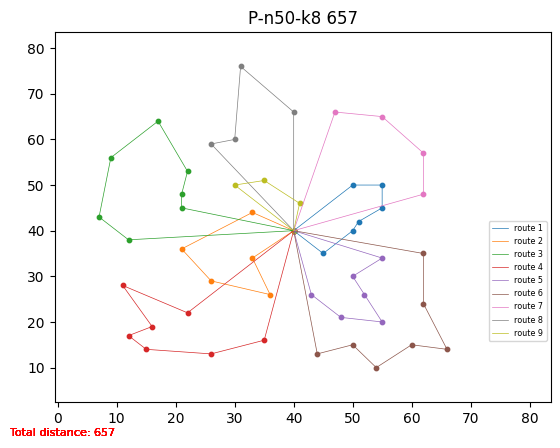 P-n50-k8 657
80
70
60
50
40
30
20
10
0 10 20 30 40 50 60 70 80
route 1
route 2
route 3
route 4
route 5
route 6
route 7
route 8
route 9
Total distance: 657